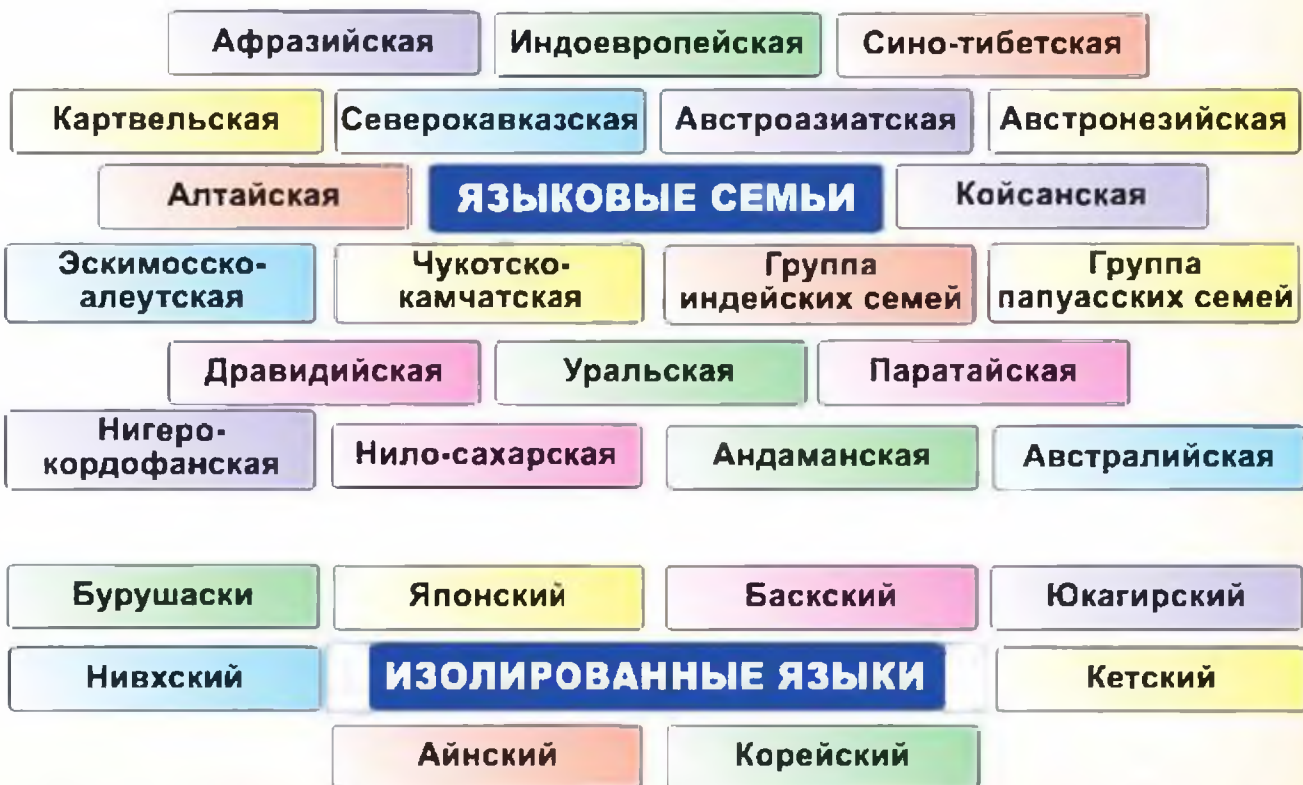 Афразийская Индоевропейская Сино-тибетская
Картвельская Северокавказская Австроазиатская Австронезийская
Алтайская ЯЗЫКОВЫЕ СЕМЬИ Койсанская
Эскимосско-
алеутская
Чукотско-
камчатская
Группа
индейских семей
Группа
папуасских семей
Дравидийская Уральская Паратайская
Нигеро-
кордофанская
Нило-сахарская Андаманская Австралийская
Бурушаски Японский Баскский Юкагирский
Нивхский ИЗОЛИРОВАННЫЕ ЯЗЫКИ Кетский
Айнский Корейский